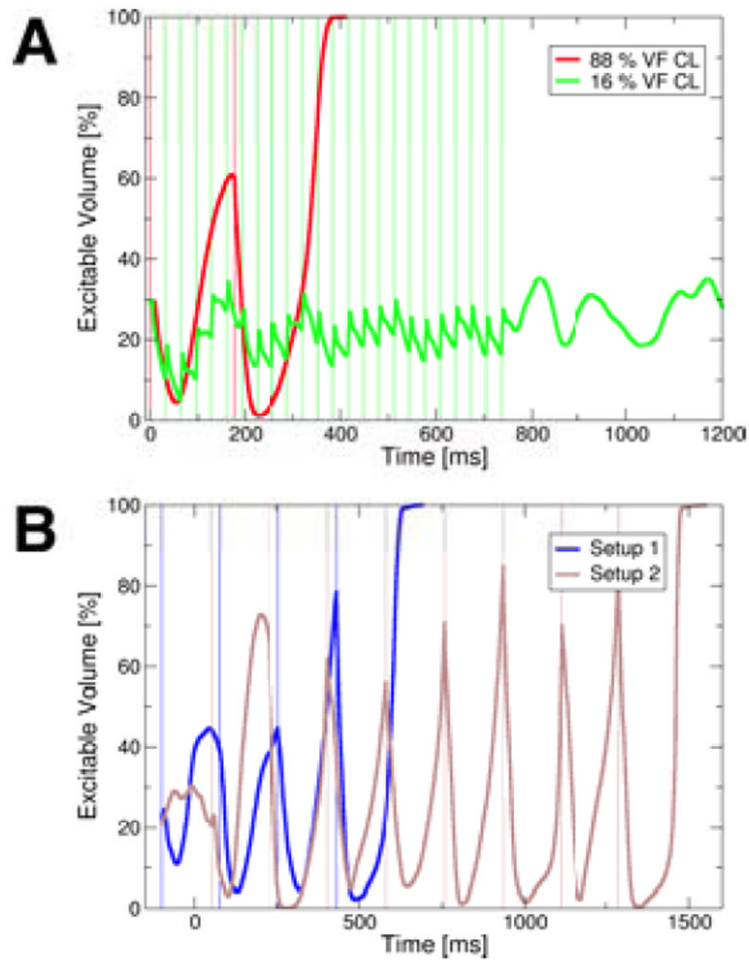 A
88 % VF CL
16 % VF CL
Excitable Volume [%]
100
80
60
40
20
0
0 200 400 600 800 1000 1200
Time [ms]
B
Setup 1
Setup 2
Excitable Volume [%]
100
80
60
40
20
0
0 500 1000 1500
Time [ms]